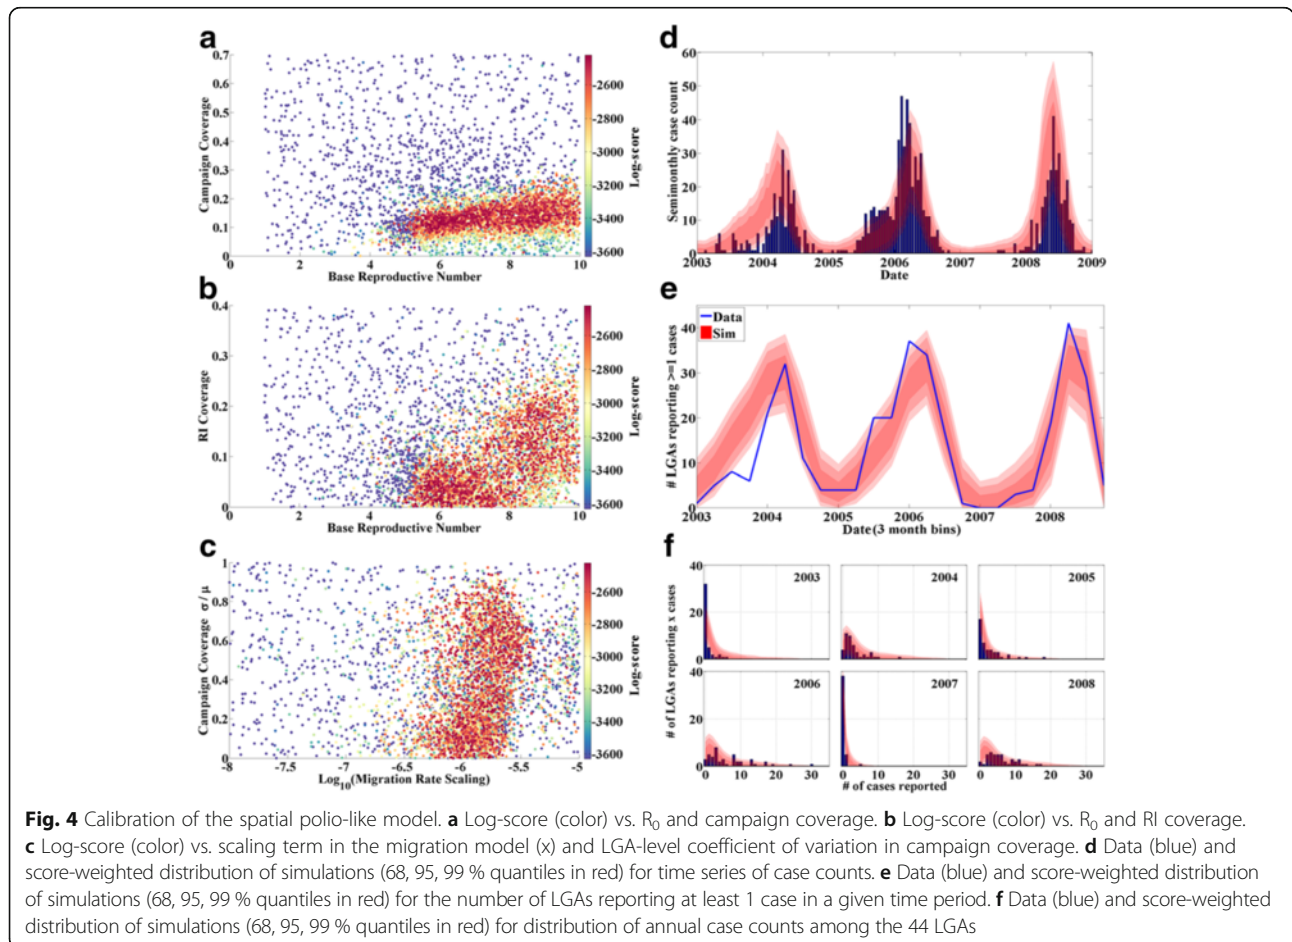 a
0.7
0.6
0.5
0.4
0.3
0.2
0.1
0
Campaign Coverage
0 2 4 6 8 10
Base Reproductive Number
-2600
-2800
-3000
-3200
-3400
-3600
Log-score
b
0.4
0.3
0.2
0.1
0
RI Coverage
0 2 4 6 8 10
Base Reproductive Number
-2600
-2800
-3000
-3200
-3400
-3600
Log-score
c
1
0.8
0.6
0.4
0.2
0
Campaign Coverage σ / μ
-8 -7.5 -7 -6.5 -6 -5.5 -5
Log10(Migration Rate Scaling)
-2600
-2800
-3000
-3200
-3400
-3600
Log-score
d
60
50
40
30
20
10
0
Semimonthly case count
2003 2004 2005 2006 2007 2008 2009
Date
e
Data
Sim
40
30
20
10
0
# LGAs reporting >=1 cases
2003 2004 2005 2006 2007 2008
Date(3 month bins)
f
40
20
0
2003
2004
2005
40
20
0
2006
2007
2008
# of LGAs reporting x cases
0 10 20 30 0 10 20 30 0 10 20 30
# of cases reported
Fig. 4 Calibration of the spatial polio-like model. a Log-score (color) vs. R0 and campaign coverage. b Log-score (color) vs. R0 and RI coverage.
c Log-score (color) vs. scaling term in the migration model (x) and LGA-level coefficient of variation in campaign coverage. d Data (blue) and
score-weighted distribution of simulations (68, 95, 99 % quantiles in red) for time series of case counts. e Data (blue) and score-weighted distribution
of simulations (68, 95, 99 % quantiles in red) for the number of LGAs reporting at least 1 case in a given time period. f Data (blue) and score-weighted
distribution of simulations (68, 95, 99 % quantiles in red) for distribution of annual case counts among the 44 LGAs